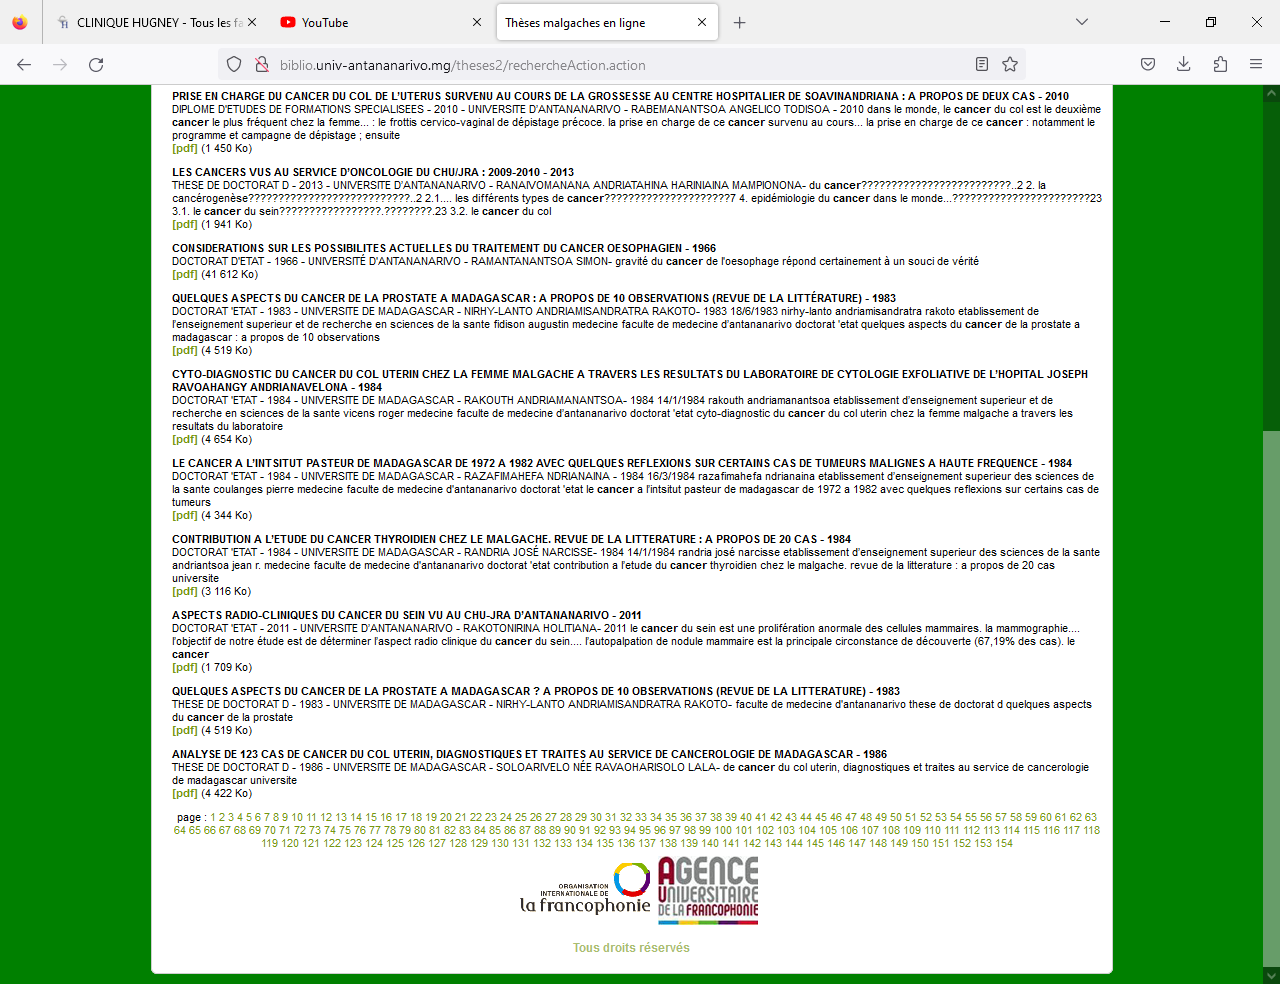 CLINIQUE HUGNEY - Tous les fa
YouTube
Thèses malgaches en ligne
biblio.univ-antananarivo.mg/theses2/rechercheAction.action
PRISE EN CHARGE DU CANCER DU COL DE L'UTERUS SURVENU AU COURS DE LA GROSSESSE AU CENTRE HOSPITALIER DE SOAVINANDRIANA : A PROPOS DE DEUX CAS - 2010
DIPLOME D'ETUDES DE FORMATIONS SPECIALISEES - 2010 - UNIVERSITE D'ANTANANARIVO - RABEMANANTSOA ANGELICO TODISOA - 2010 dans le monde, le cancer du col est le deuxième
cancer le plus fréquent chez la femme... : le frottis cervico-vaginal de dépistage précoce. la prise en charge de ce cancer survenu au cours... la prise en charge de ce cancer : notamment le
programme et campagne de dépistage ; ensuite
[pdf] (1 450 Ko)
LES CANCERS VUS AU SERVICE D'ONCOLOGIE DU CHU/JRA : 2009-2010 - 2013
THESE DE DOCTORAT D - 2013 - UNIVERSITE D'ANTANANARIVO - RANAIVOMANANA ANDRIATAHINA HARINIAINA MAMPIONONA- du cancer?????????????????????????..2 2. la
cancérogenèse???????????????????????????..2 2.1.... les différents types de cancer?????????????????????7 4. epidémiologie du cancer dans le monde...???????????????????????23
3.1. le cancer du sein?????????????????.????????.23 3.2. le cancer du col
[pdf] (1 941 Ko)
CONSIDERATIONS SUR LES POSSIBILITES ACTUELLES DU TRAITEMENT DU CANCER OESOPHAGIEN - 1966
DOCTORAT D'ETAT - 1966 - UNIVERSITÉ D'ANTANANARIVO - RAMANTANANTSOA SIMON- gravité du cancer de l'oesophage répond certainement à un souci de vérité
[pdf] (41 612 Ko)
QUELQUES ASPECTS DU CANCER DE LA PROSTATE A MADAGASCAR : A PROPOS DE 10 OBSERVATIONS (REVUE DE LA LITTÉRATURE) - 1983
DOCTORAT 'ETAT - 1983 - UNIVERSITE DE MADAGASCAR - NIRHY-LANTO ANDRIAMISANDRATRA RAKOTO- 1983 18/6/1983 nirhy-lanto andriamisandratra rakoto etablissement de
l'enseignement superieur et de recherche en sciences de la sante fidison augustin medecine faculte de medecine d'antananarivo doctorat 'etat quelques aspects du cancer de la prostate a
madagascar : a propos de 10 observations
[pdf] (4 519 Ko)
CYTO-DIAGNOSTIC DU CANCER DU COL UTERIN CHEZ LA FEMME MALGACHE A TRAVERS LES RESULTATS DU LABORATOIRE DE CYTOLOGIE EXFOLIATIVE DE L'HOPITAL JOSEPH
RAVOAHANGY ANDRIANAVELONA - 1984
DOCTORAT 'ETAT - 1984 - UNIVERSITE DE MADAGASCAR - RAKOUTH ANDRIAMANANTSOA- 1984 14/1/1984 rakouth andriamanantsoa etablissement d'enseignement superieur et de
recherche en sciences de la sante vicens roger medecine faculte de medecine d'antananarivo doctorat 'etat cyto-diagnostic du cancer du col uterin chez la femme malgache a travers les
resultats du laboratoire
[pdf] (4 654 Ko)
LE CANCER A L'INTSITUT PASTEUR DE MADAGASCAR DE 1972 A 1982 AVEC QUELQUES REFLEXIONS SUR CERTAINS CAS DE TUMEURS MALIGNES A HAUTE FREQUENCE - 1984
DOCTORAT 'ETAT - 1984 - UNIVERSITE DE MADAGASCAR - RAZAFIMAHEFA NDRIANAINA - 1984 16/3/1984 razafimahefa ndrianaina etablissement d'enseignement superieur des sciences de
la sante coulanges pierre medecine faculte de medecine d'antananarivo doctorat 'etat le cancer a l'intsitut pasteur de madagascar de 1972 a 1982 avec quelques reflexions sur certains cas de
tumeurs
[pdf] (4 344 Ko)
CONTRIBUTION A L'ETUDE DU CANCER THYROIDIEN CHEZ LE MALGACHE. REVUE DE LA LITTERATURE : A PROPOS DE 20 CAS - 1984
DOCTORAT 'ETAT - 1984 - UNIVERSITE DE MADAGASCAR - RANDRIA JOSÉ NARCISSE- 1984 14/1/1984 randria josé narcisse etablissement d'enseignement superieur des sciences de la sante
andriantsoa jean r. medecine faculte de medecine d'antananarivo doctorat 'etat contribution a l'etude du cancer thyroidien chez le malgache. revue de la litterature : a propos de 20 cas
universite
[pdf] (3 116 Ko)
ASPECTS RADIO-CLINIQUES DU CANCER DU SEIN VU AU CHU-JRA D'ANTANANARIVO - 2011
DOCTORAT 'ETAT - 2011 - UNIVERSITE D'ANTANANARIVO - RAKOTONIRINA HOLITIANA- 2011 le cancer du sein est une prolifération anormale des cellules mammaires. la mammographie....
l'objectif de notre étude est de déterminer l'aspect radio clinique du cancer du sein.... l'autopalpation de nodule mammaire est la principale circonstance de découverte (67,19% des cas). le
cancer
[pdf] (1 709 Ko)
QUELQUES ASPECTS DU CANCER DE LA PROSTATE A MADAGASCAR ? A PROPOS DE 10 OBSERVATIONS (REVUE DE LA LITTERATURE) - 1983
THESE DE DOCTORAT D - 1983 - UNIVERSITE DE MADAGASCAR - NIRHY-LANTO ANDRIAMISANDRATRA RAKOTO- faculte de medecine d'antananarivo these de doctorat d quelques aspects
du cancer de la prostate
[pdf] (4 519 Ko)
ANALYSE DE 123 CAS DE CANCER DU COL UTERIN, DIAGNOSTIQUES ET TRAITES AU SERVICE DE CANCEROLOGIE DE MADAGASCAR - 1986
THESE DE DOCTORAT D - 1986 - UNIVERSITE DE MADAGASCAR - SOLOARIVELO NÉE RAVAOHARISOLO LALA- de cancer du col uterin, diagnostiques et traites au service de cancerologie
de madagascar universite
[pdf] (4 422 Ko)
page : 1 2 3 4 5 6 7 8 9 10 11 12 13 14 15 16 17 18 19 20 21 22 23 24 25 26 27 28 29 30 31 32 33 34 35 36 37 38 39 40 41 42 43 44 45 46 47 48 49 50 51 52 53 54 55 56 57 58 59 60 61 62 63
64 65 66 67 68 69 70 71 72 73 74 75 76 77 78 79 80 81 82 83 84 85 86 87 88 89 90 91 92 93 94 95 96 97 98 99 100 101 102 103 104 105 106 107 108 109 110 111 112 113 114 115 116 117 118
119 120 121 122 123 124 125 126 127 128 129 130 131 132 133 134 135 136 137 138 139 140 141 142 143 144 145 146 147 148 149 150 151 152 153 154
ORGANISATION
INTERNATIONALE DE
la francophonie
AGENCE
UNIVERSITAIRE
DE LA FRANCOPHONIE
Tous droits réservés